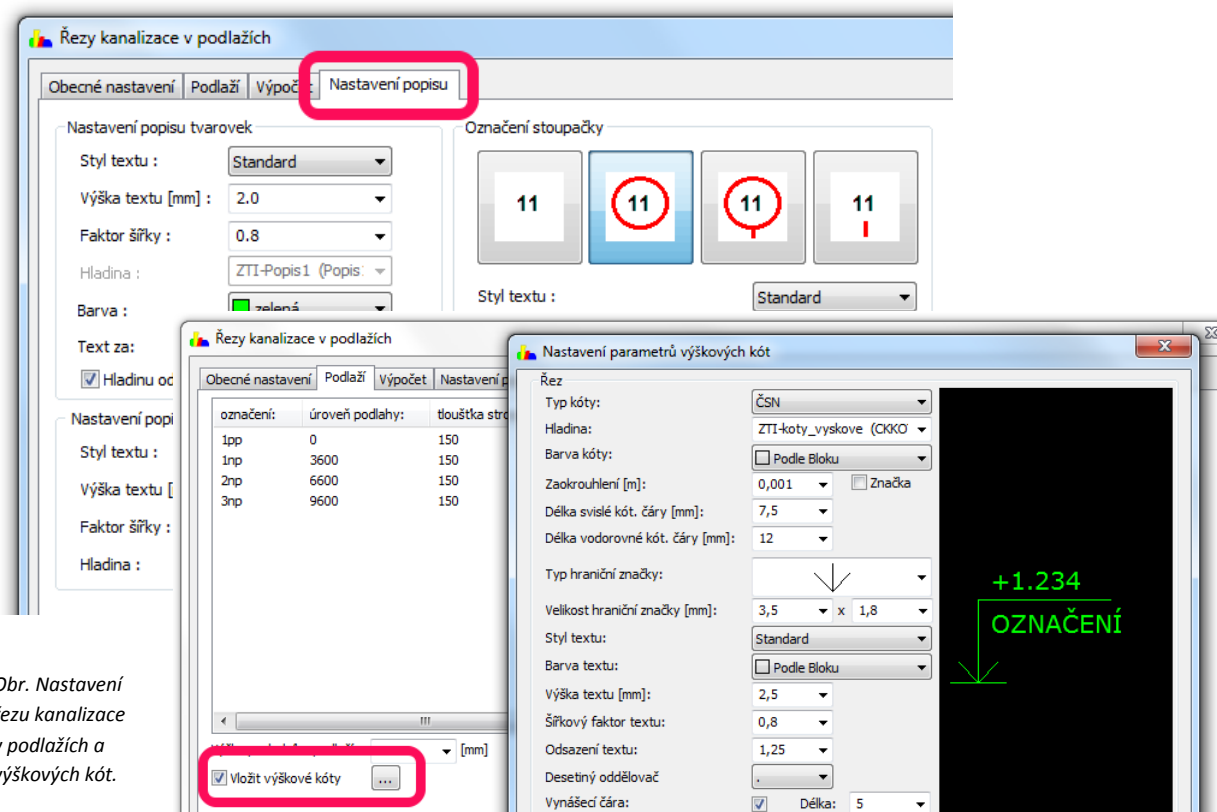 Řezy kanalizace v podlažích
Obecné nastavení Podlaží Výpočet Nastavení popisu
Nastavení popisu tvarovek
Styl textu : Standard
Výška textu [mm] : 2.0
Faktor šířky : 0.8
Hladina : ZTI-Popis1 (Popis
Barva : zelená
Text za:
Hladinu od
Nastavení popi
Styl textu :
Výška textu [
Faktor šířky :
Hladina :
Označení stoupačky
11 11 11 11
Styl textu : Standard
Řezy kanalizace v podlažích
Obecné nastavení Podlaží Výpočet Nastavení p
označení: úroveň podlahy: tloušťka stro
1pp 0 150
1np 3600 150
2np 6600 150
3np 9600 150
[mm]
Vložit výškové kóty ...
Nastavení parametrů výškových kót
Řez
Typ kóty: ČSN
Hladina: ZTI-koty_vyskove (CKKO
Barva kóty: Podle Bloku
Zaokrouhlení [m]: 0,001 Značka
Délka svislé kót. čáry [mm]: 7,5
Délka vodorovné kót. čáry [mm]: 12
Typ hraniční značky:
Velikost hraniční značky [mm]: 3,5 x 1,8
Styl textu: Standard
Barva textu: Podle Bloku
Výška textu [mm]: 2,5
Šířkový faktor textu: 0,8
Odsazení textu: 1,25
Desetiný oddělovač .
Vynášecí čára: Délka: 5
+1.234
OZNAČENÍ
Obr. Nastavení
řezu kanalizace
v podlažích a
výškových kót.